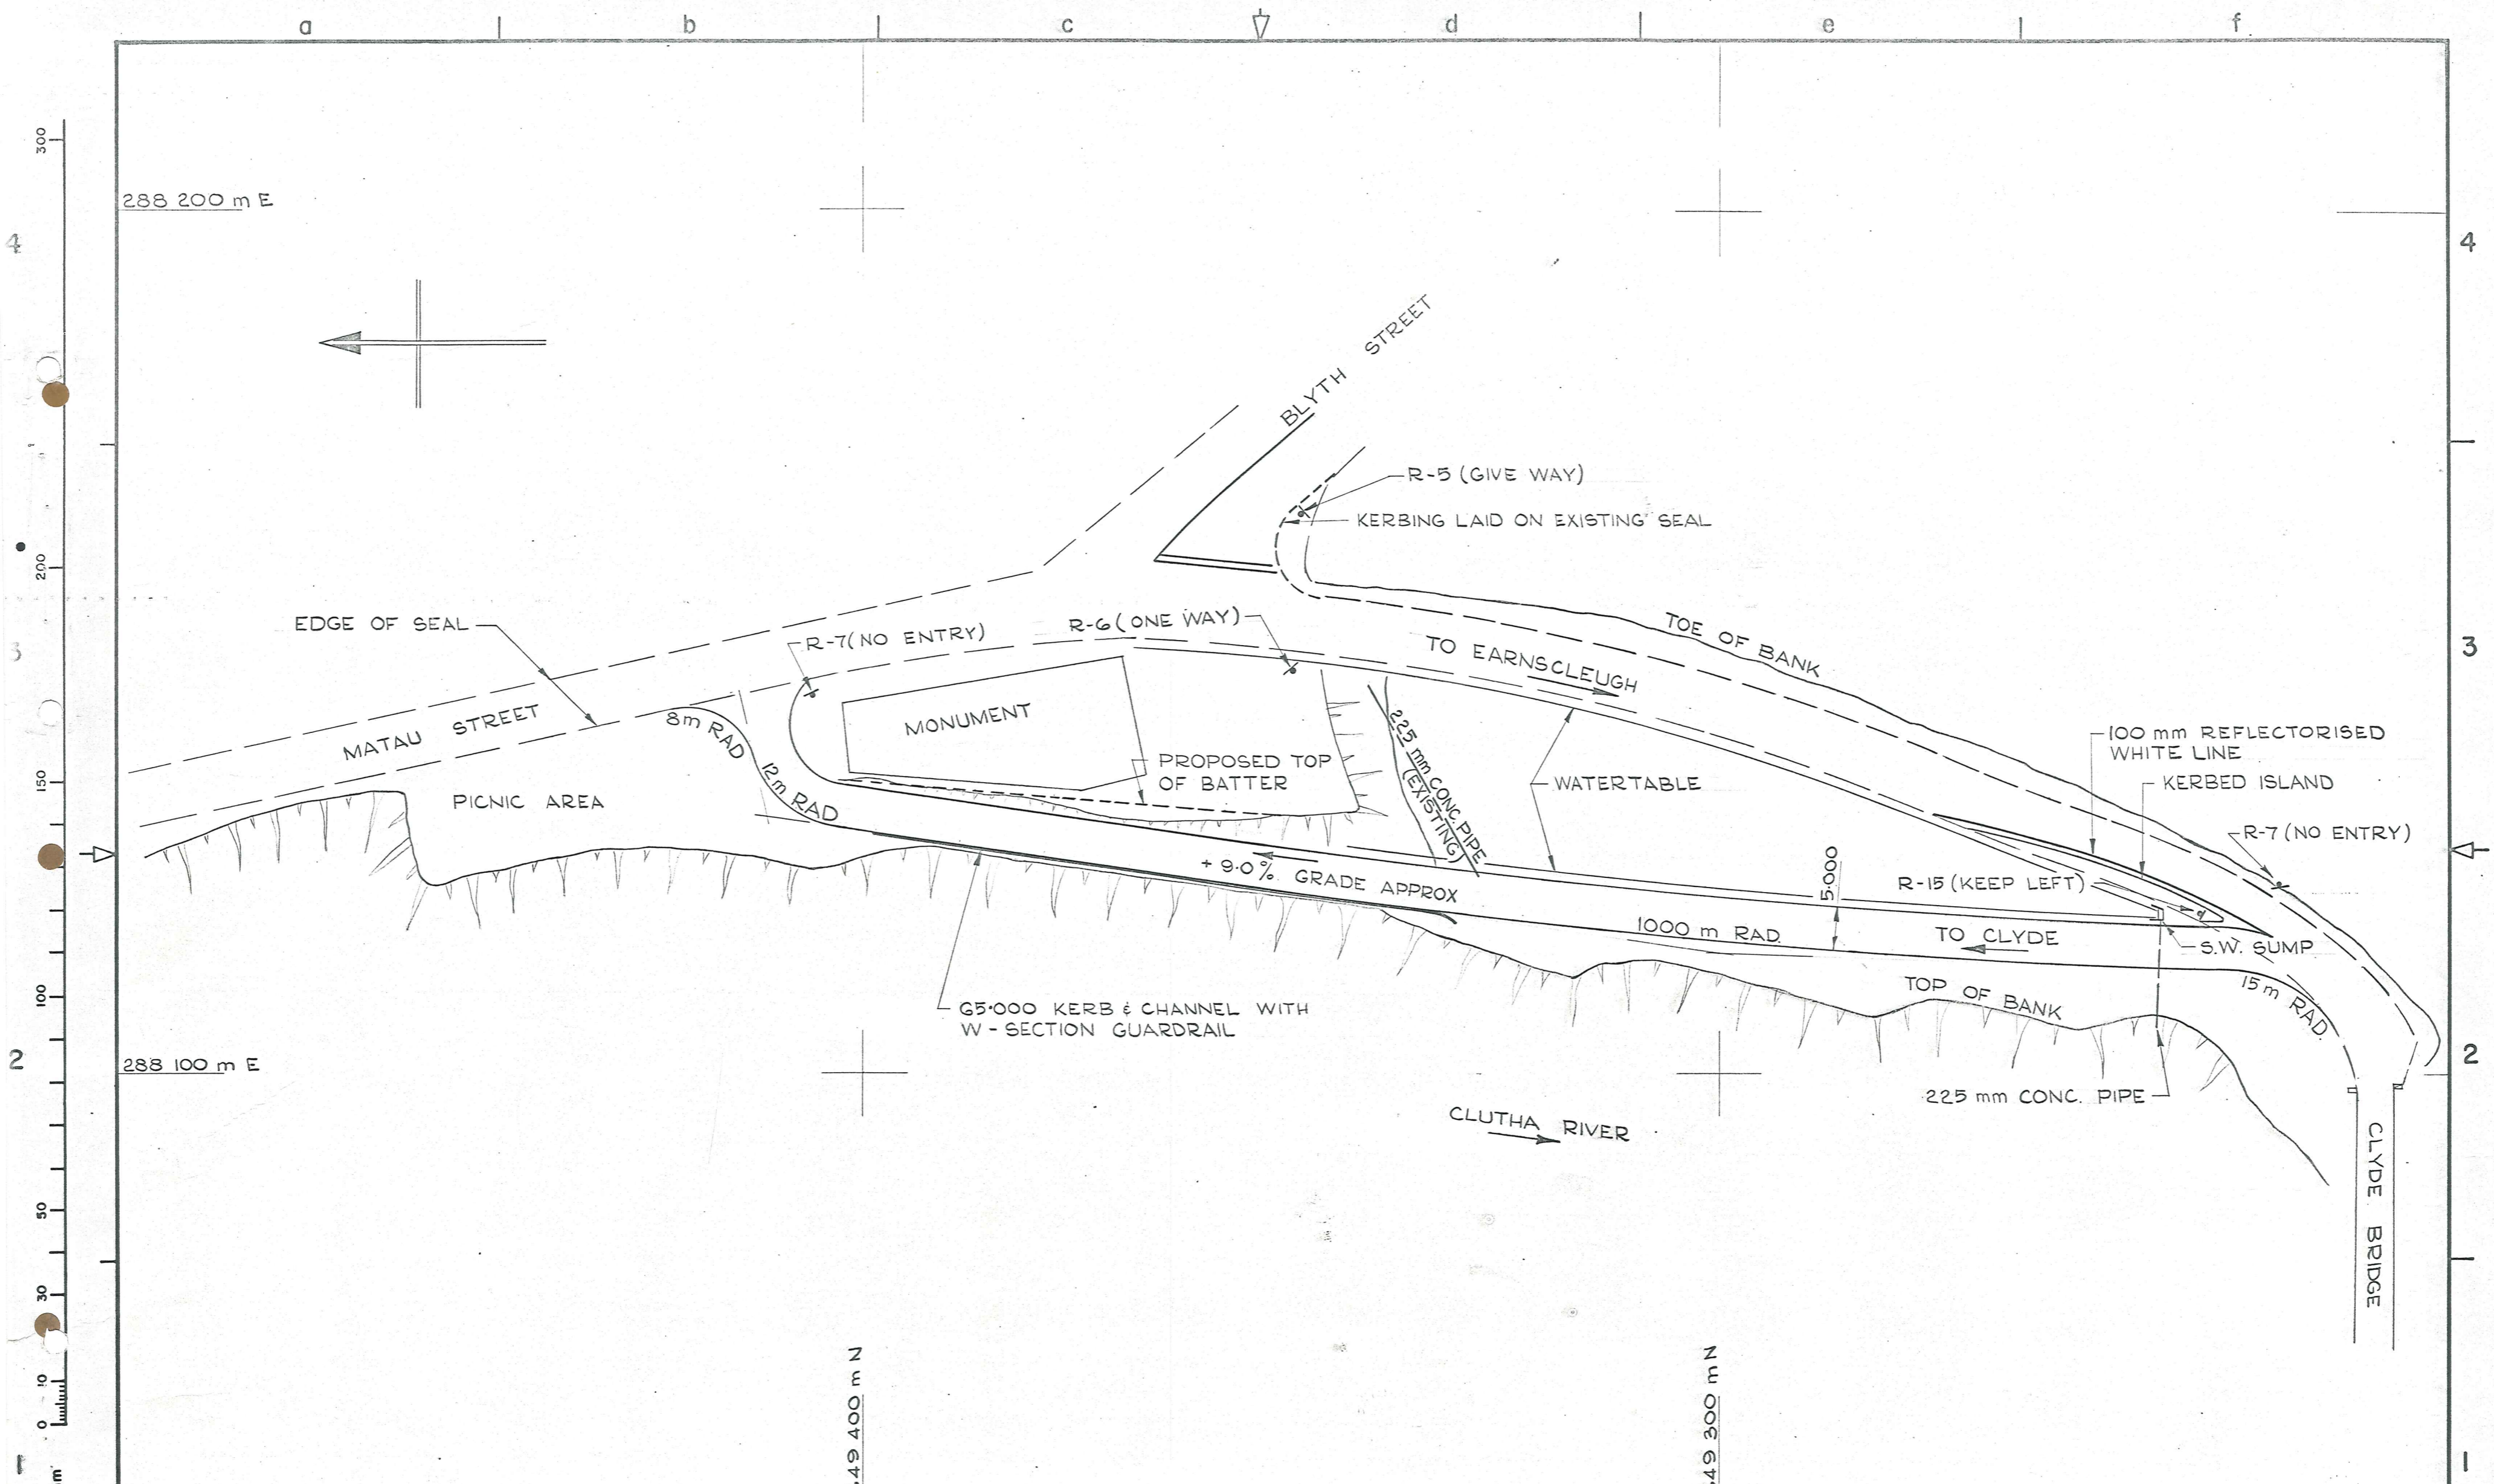 a
b
c
d
e
f
300
288 200 m E
4
4
BLYTH STREET
R-5 (GIVE WAY)
KERBING LAID ON EXISTING SEAL
200
EDGE OF SEAL
R-7 (NO ENTRY)
R-6 (ONE WAY)
TOE OF BANK
3
3
TO EARNSCLEUGH
MATAU STREET
8m RAD
MONUMENT
225 mm CONC. PIPE
(EXISTING)
100 mm REFLECTORISED
WHITE LINE
PROPOSED TOP
OF BATTER
WATERTABLE
KERBED ISLAND
150
12m RAD
PICNIC AREA
R-7 (NO ENTRY)
+ 9·0% GRADE APPROX
5·000
R-15 (KEEP LEFT)
1000 m RAD.
TO CLYDE
S.W. SUMP
100
TOP OF BANK
15m RAD.
65·000 KERB & CHANNEL WITH
W-SECTION GUARDRAIL
2
2
288 100 m E
225 mm CONC. PIPE
CLUTHA RIVER
CLYDE BRIDGE
50
30
10
0
m
49 400 m N
49 300 m N
1
1